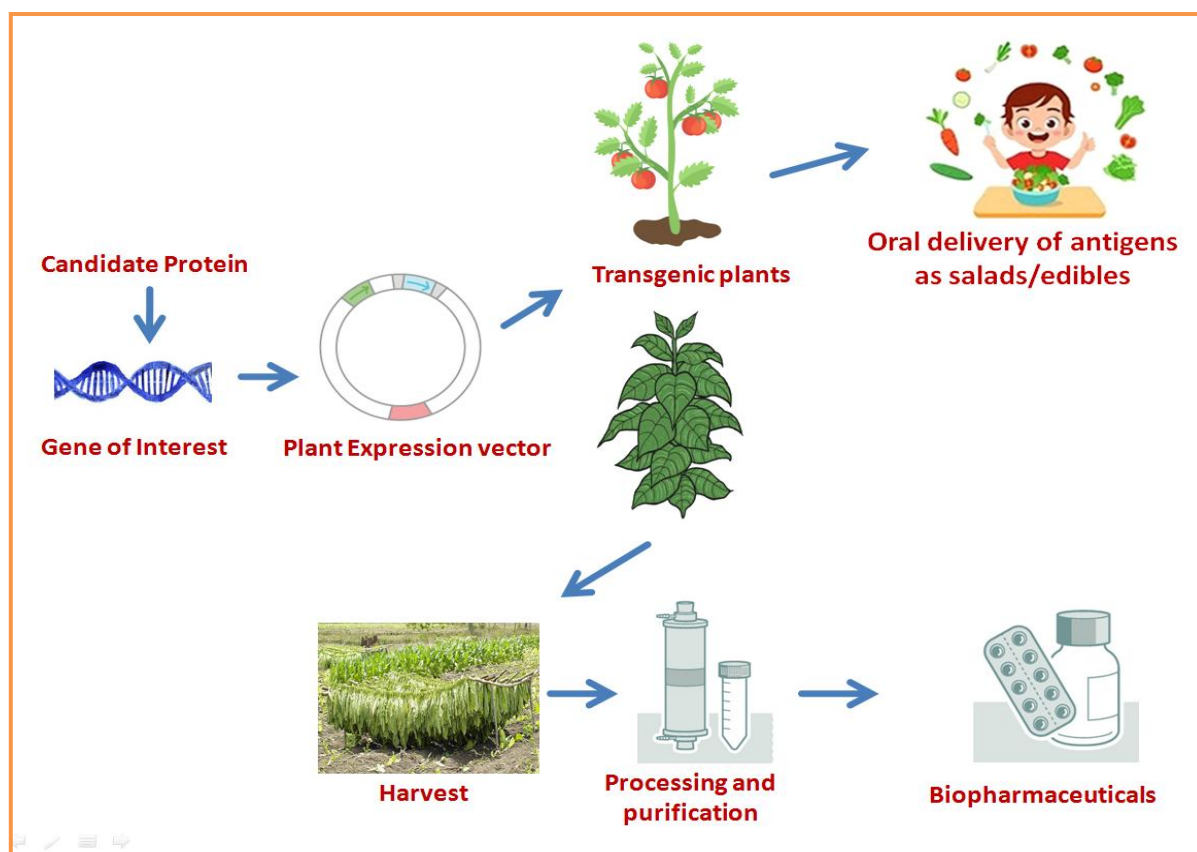 Candidate Protein
Gene of Interest
Plant Expression vector
Transgenic plants
Oral delivery of antigens
as salads/edibles
Harvest
Processing and
purification
Biopharmaceuticals